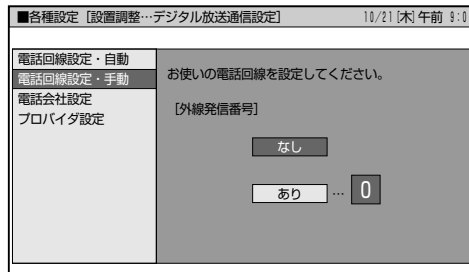 ■各種設定［設置調整…デジタル放送通信設定］ 10/21[木]午前 9:0
電話回線設定・自動
電話回線設定・手動
電話会社設定
プロバイダ設定
お使いの電話回線を設定してください。
［外線発信番号］
なし
あり … 0